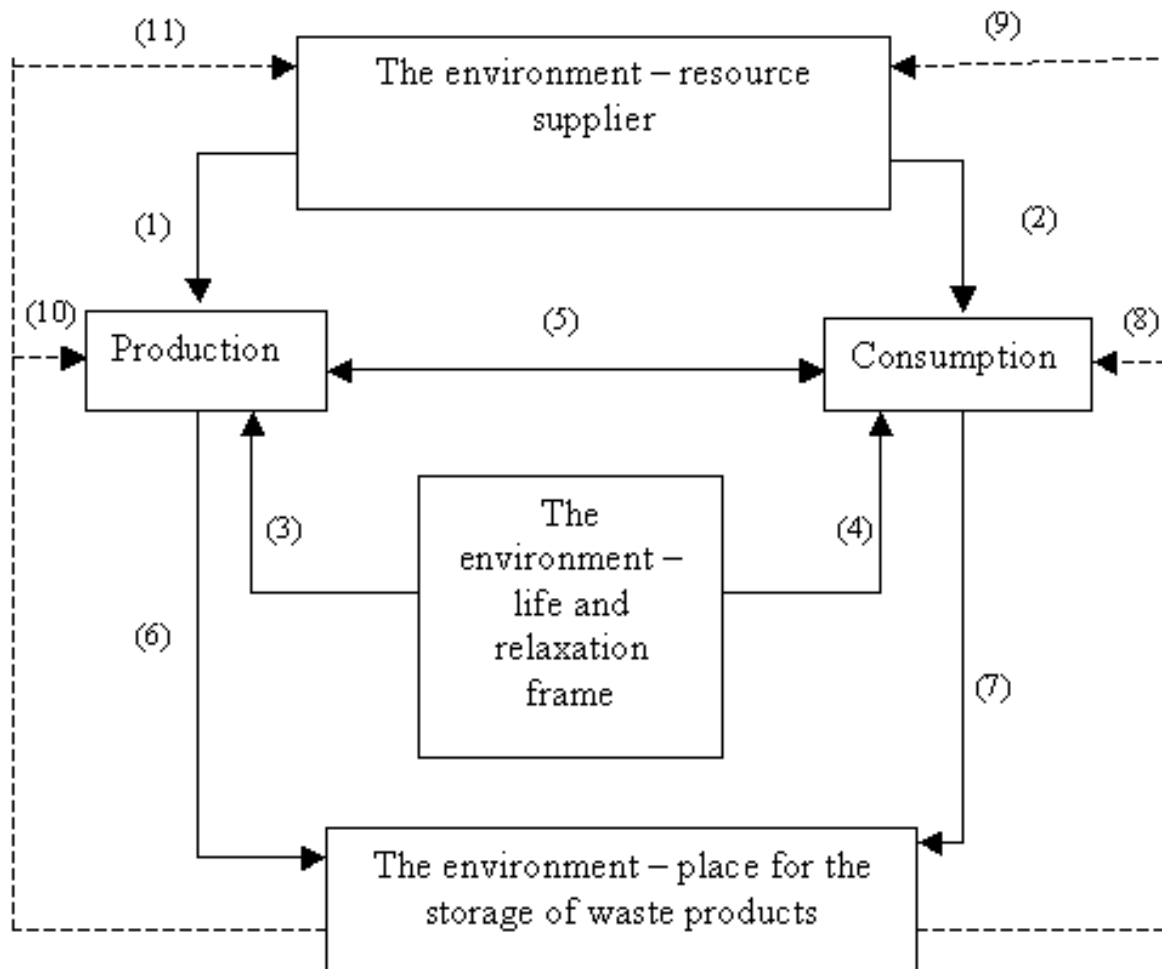 (11)
(9)
The environment – resource
supplier
(1)
(2)
(10)
Production
(5)
Consumption
(8)
(3)
The
environment –
life and
relaxation
frame
(4)
(6)
(7)
The environment – place for the
storage of waste products